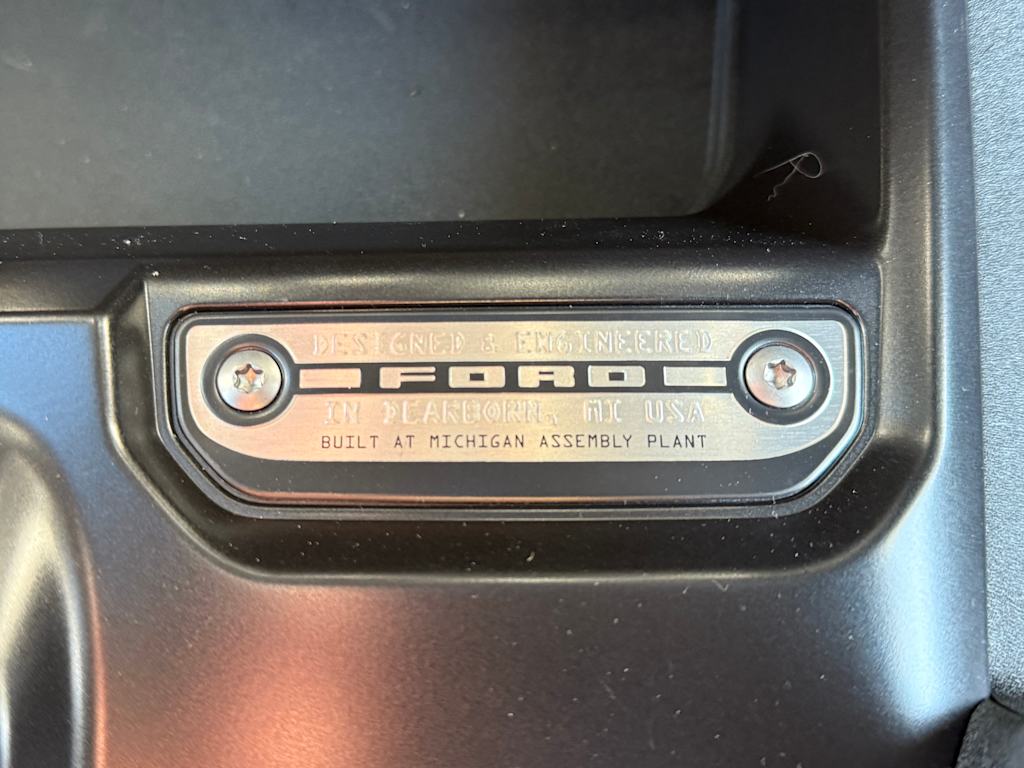 DESIGNED & ENGINEERED
FORD
IN DEARBORN, MI USA
BUILT AT MICHIGAN ASSEMBLY PLANT